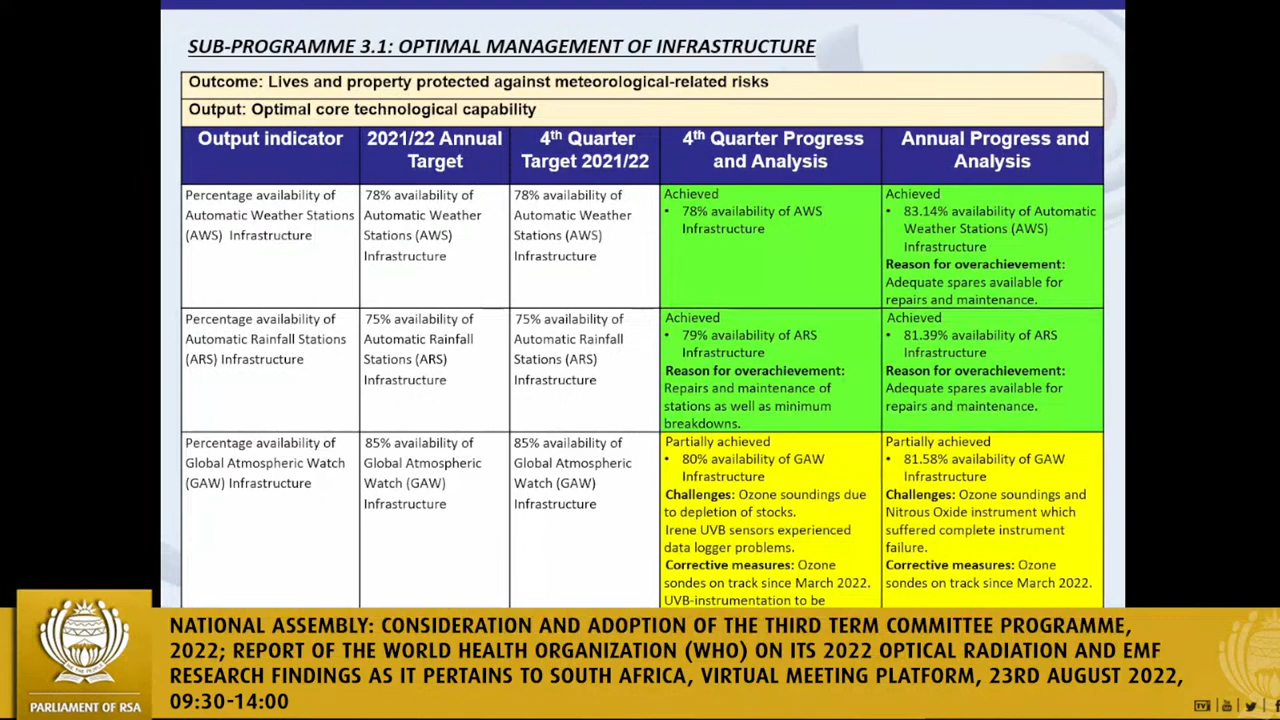 SUB-PROGRAMME 3.1: OPTIMAL MANAGEMENT OF INFRASTRUCTURE
Outcome: Lives and property protected against meteorological-related risks
Output: Optimal core technological capability
Output indicator
2021/22 Annual
Target
4th Quarter
Target 2021/22
4th Quarter Progress
and Analysis
Annual Progress and
Analysis
Percentage availability of
Automatic Weather Stations
(AWS) Infrastructure
78% availability of
Automatic Weather
Stations (AWS)
Infrastructure
78% availability of
Automatic Weather
Stations (AWS)
Infrastructure
Achieved
• 78% availability of AWS
Infrastructure
Achieved
• 83.14% availability of Automatic
Weather Stations (AWS)
Infrastructure
Reason for overachievement:
Adequate spares available for
repairs and maintenance.
Percentage availability of
Automatic Rainfall Stations
(ARS) Infrastructure
75% availability of
Automatic Rainfall
Stations (ARS)
Infrastructure
75% availability of
Automatic Rainfall
Stations (ARS)
Infrastructure
Achieved
• 79% availability of ARS
Infrastructure
Reason for overachievement:
Repairs and maintenance of
stations as well as minimum
breakdowns.
Achieved
• 81.39% availability of ARS
Infrastructure
Reason for overachievement:
Adequate spares available for
repairs and maintenance.
Percentage availability of
Global Atmospheric Watch
(GAW) Infrastructure
85% availability of
Global Atmospheric
Watch (GAW)
Infrastructure
85% availability of
Global Atmospheric
Watch (GAW)
Infrastructure
Partially achieved
• 80% availability of GAW
Infrastructure
Challenges: Ozone soundings due
to depletion of stocks.
Irene UVB sensors experienced
data logger problems.
Corrective measures: Ozone
sondes on track since March 2022.
UVB-instrumentation to be
Partially achieved
• 81.58% availability of GAW
Infrastructure
Challenges: Ozone soundings and
Nitrous Oxide instrument which
suffered complete instrument
failure.
Corrective measures: Ozone
sondes on track since March 2022.
NATIONAL ASSEMBLY: CONSIDERATION AND ADOPTION OF THE THIRD TERM COMMITTEE PROGRAMME,
2022; REPORT OF THE WORLD HEALTH ORGANIZATION (WHO) ON ITS 2022 OPTICAL RADIATION AND EMF
RESEARCH FINDINGS AS IT PERTAINS TO SOUTH AFRICA, VIRTUAL MEETING PLATFORM, 23RD AUGUST 2022,
09:30-14:00
PARLIAMENT OF RSA